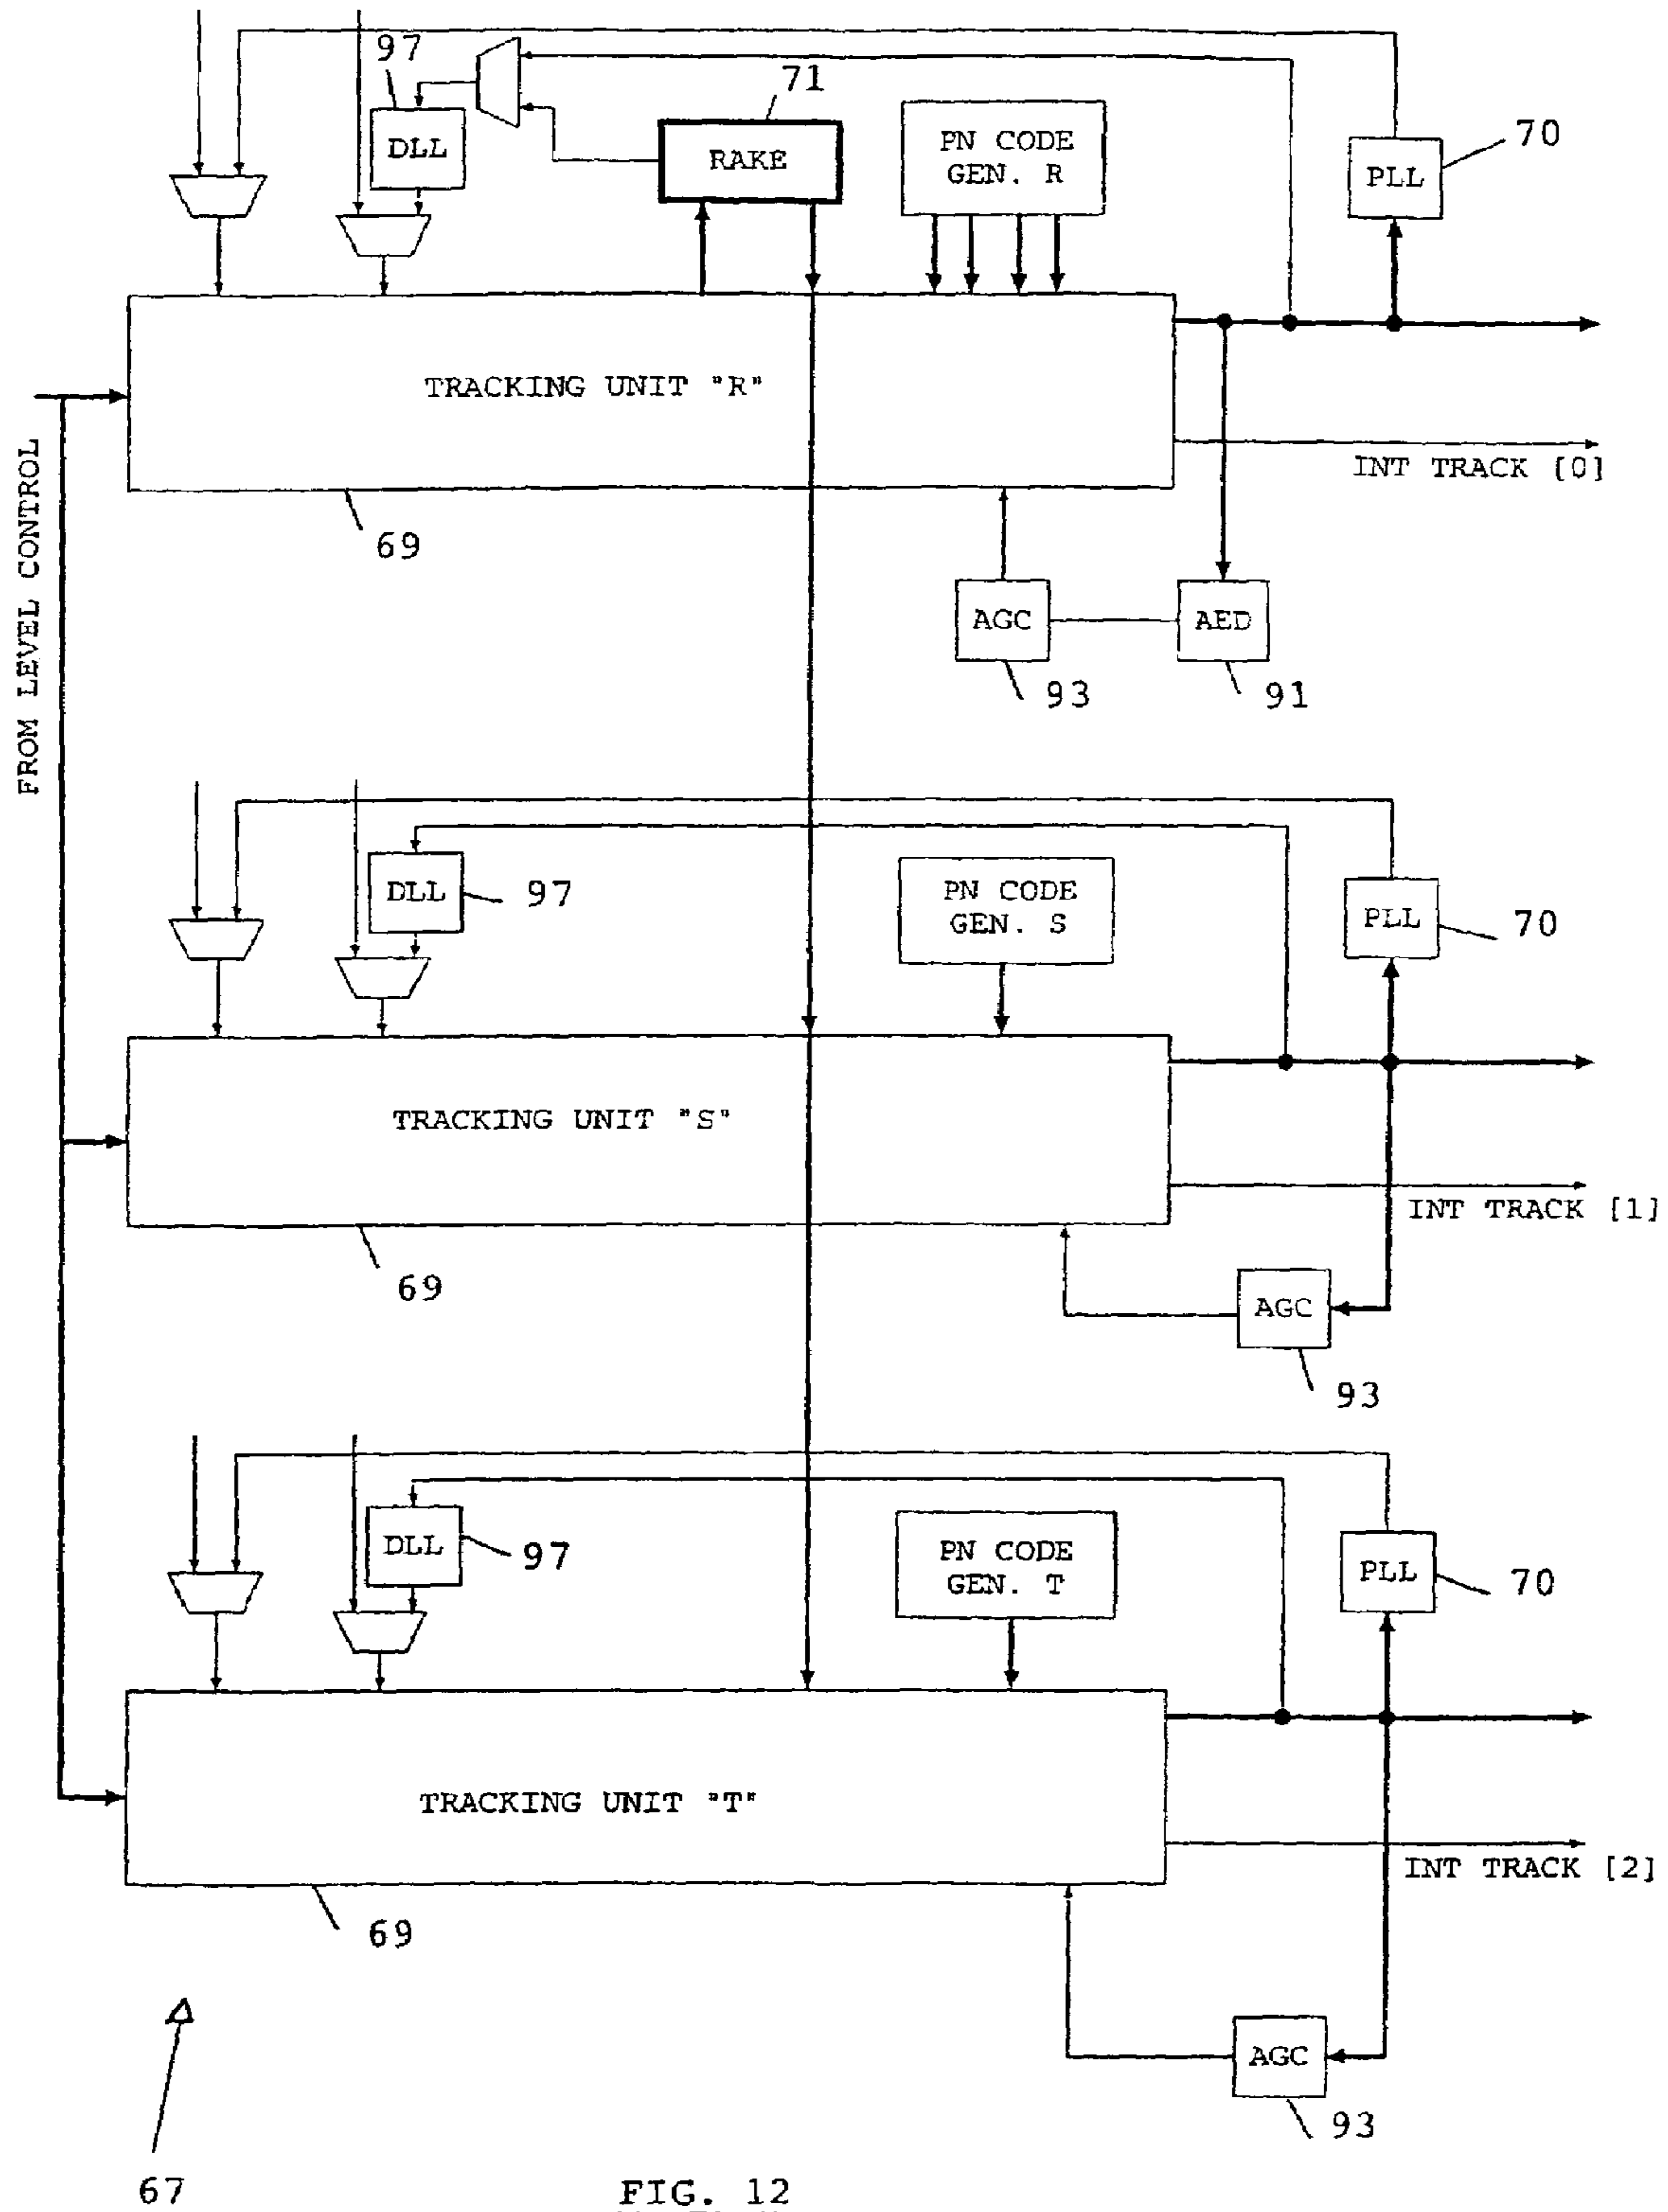 97
71
DLL
RAKE
PN CODE
GEN. R
PLL
70
TRACKING UNIT "R"
INT TRACK [0]
69
FROM LEVEL CONTROL
AGC
AED
93
91
DLL
97
PN CODE
GEN. S
PLL
70
TRACKING UNIT "S"
INT TRACK [1]
69
AGC
93
DLL
97
PN CODE
GEN. T
PLL
70
TRACKING UNIT "T"
INT TRACK [2]
69
AGC
93
67
FIG. 12